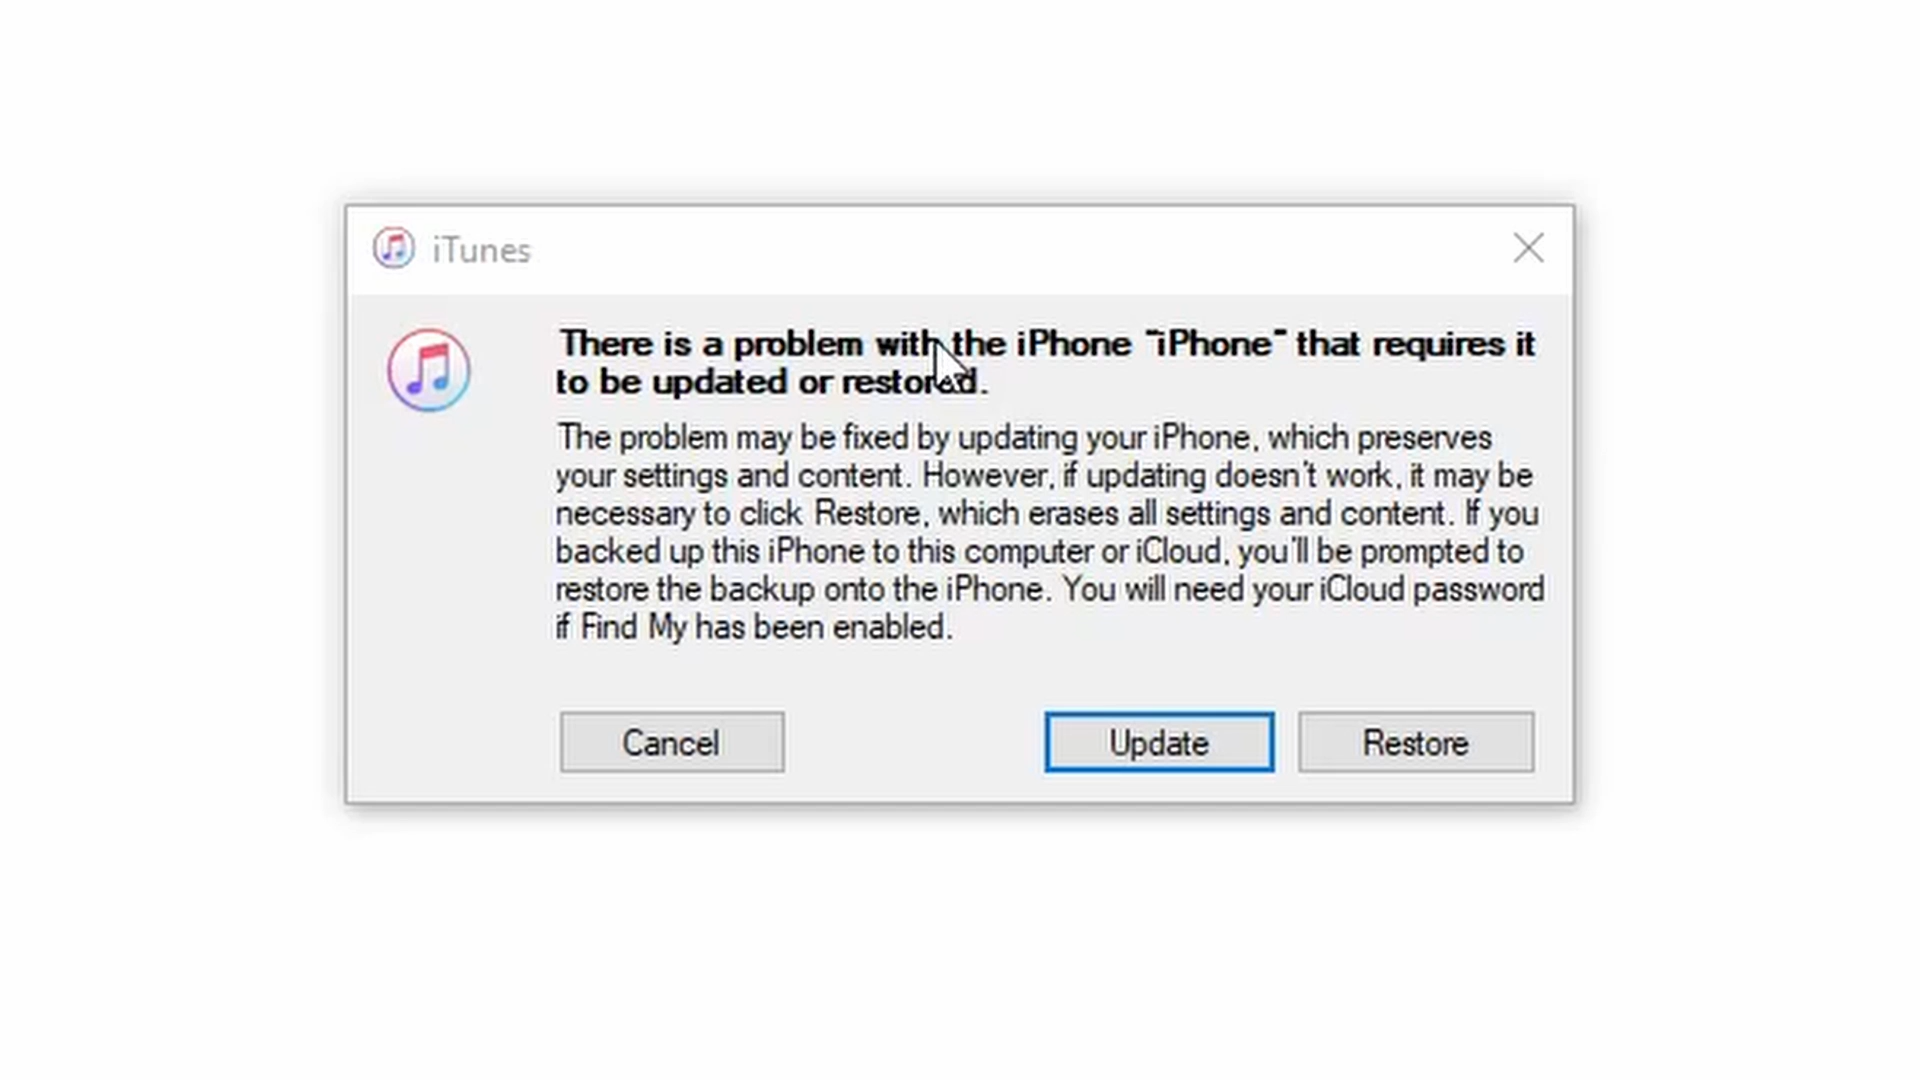 iTunes
There is a problem with the iPhone "iPhone" that requires it
to be updated or restored.
The problem may be fixed by updating your iPhone, which preserves
your settings and content. However, if updating doesn't work, it may be
necessary to click Restore, which erases all settings and content. If you
backed up this iPhone to this computer or iCloud, you'll be prompted to
restore the backup onto the iPhone. You will need your iCloud password
if Find My has been enabled.
Cancel Update Restore